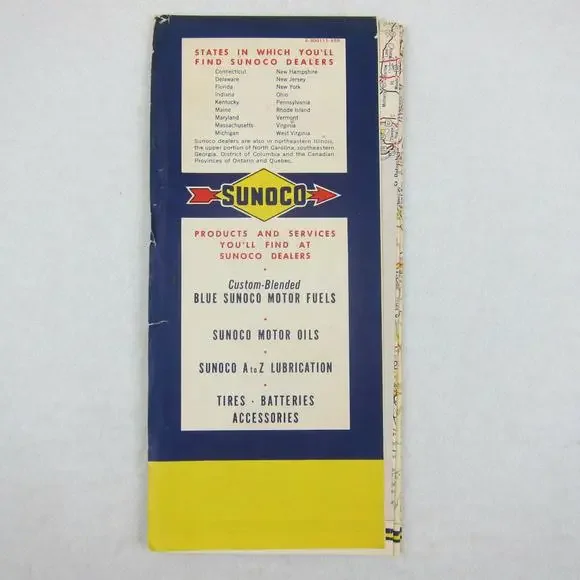 STATES IN WHICH YOU'LL
FIND SUNOCO DEALERS
Connecticut New Hampshire
Delaware New Jersey
Florida New York
Indiana Ohio
Kentucky Pennsylvania
Maine Rhode Island
Maryland Vermont
Massachusetts Virginia
Michigan West Virginia
Sunoco dealers are also in northeastern Illinois,
the upper portion of North Carolina, southeastern
Georgia, District of Columbia and the Canadian
Provinces of Ontario and Quebec.
SUNOCO
PRODUCTS AND SERVICES
YOU'LL FIND AT
SUNOCO DEALERS
Custom-Blended
BLUE SUNOCO MOTOR FUELS
SUNOCO MOTOR OILS
SUNOCO A to Z LUBRICATION
TIRES · BATTERIES
ACCESSORIES